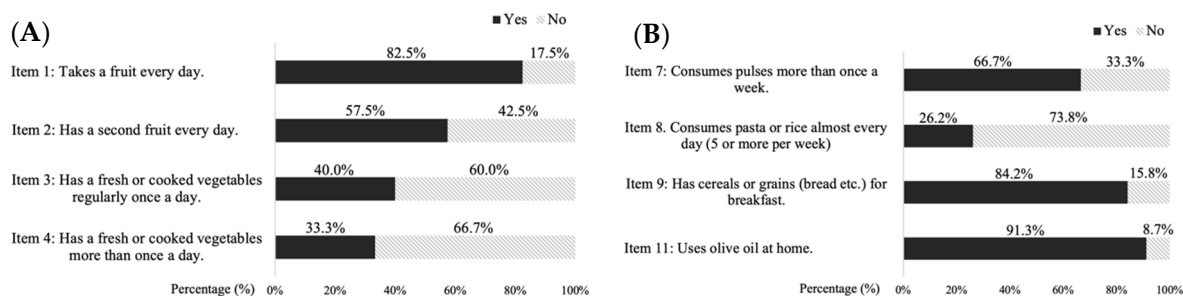 (A)
Yes No
82.5% 17.5%
Item 1: Takes a fruit every day.
57.5% 42.5%
Item 2: Has a second fruit every day.
40.0% 60.0%
Item 3: Has a fresh or cooked vegetables
regularly once a day.
33.3% 66.7%
Item 4: Has a fresh or cooked vegetables
more than once a day.
Percentage (%) 0% 20% 40% 60% 80% 100%
(B)
Yes No
66.7% 33.3%
Item 7: Consumes pulses more than once a
week.
26.2% 73.8%
Item 8. Consumes pasta or rice almost every
day (5 or more per week)
84.2% 15.8%
Item 9: Has cereals or grains (bread etc.) for
breakfast.
91.3% 8.7%
Item 11: Uses olive oil at home.
Percentage (%) 0% 20% 40% 60% 80% 100%